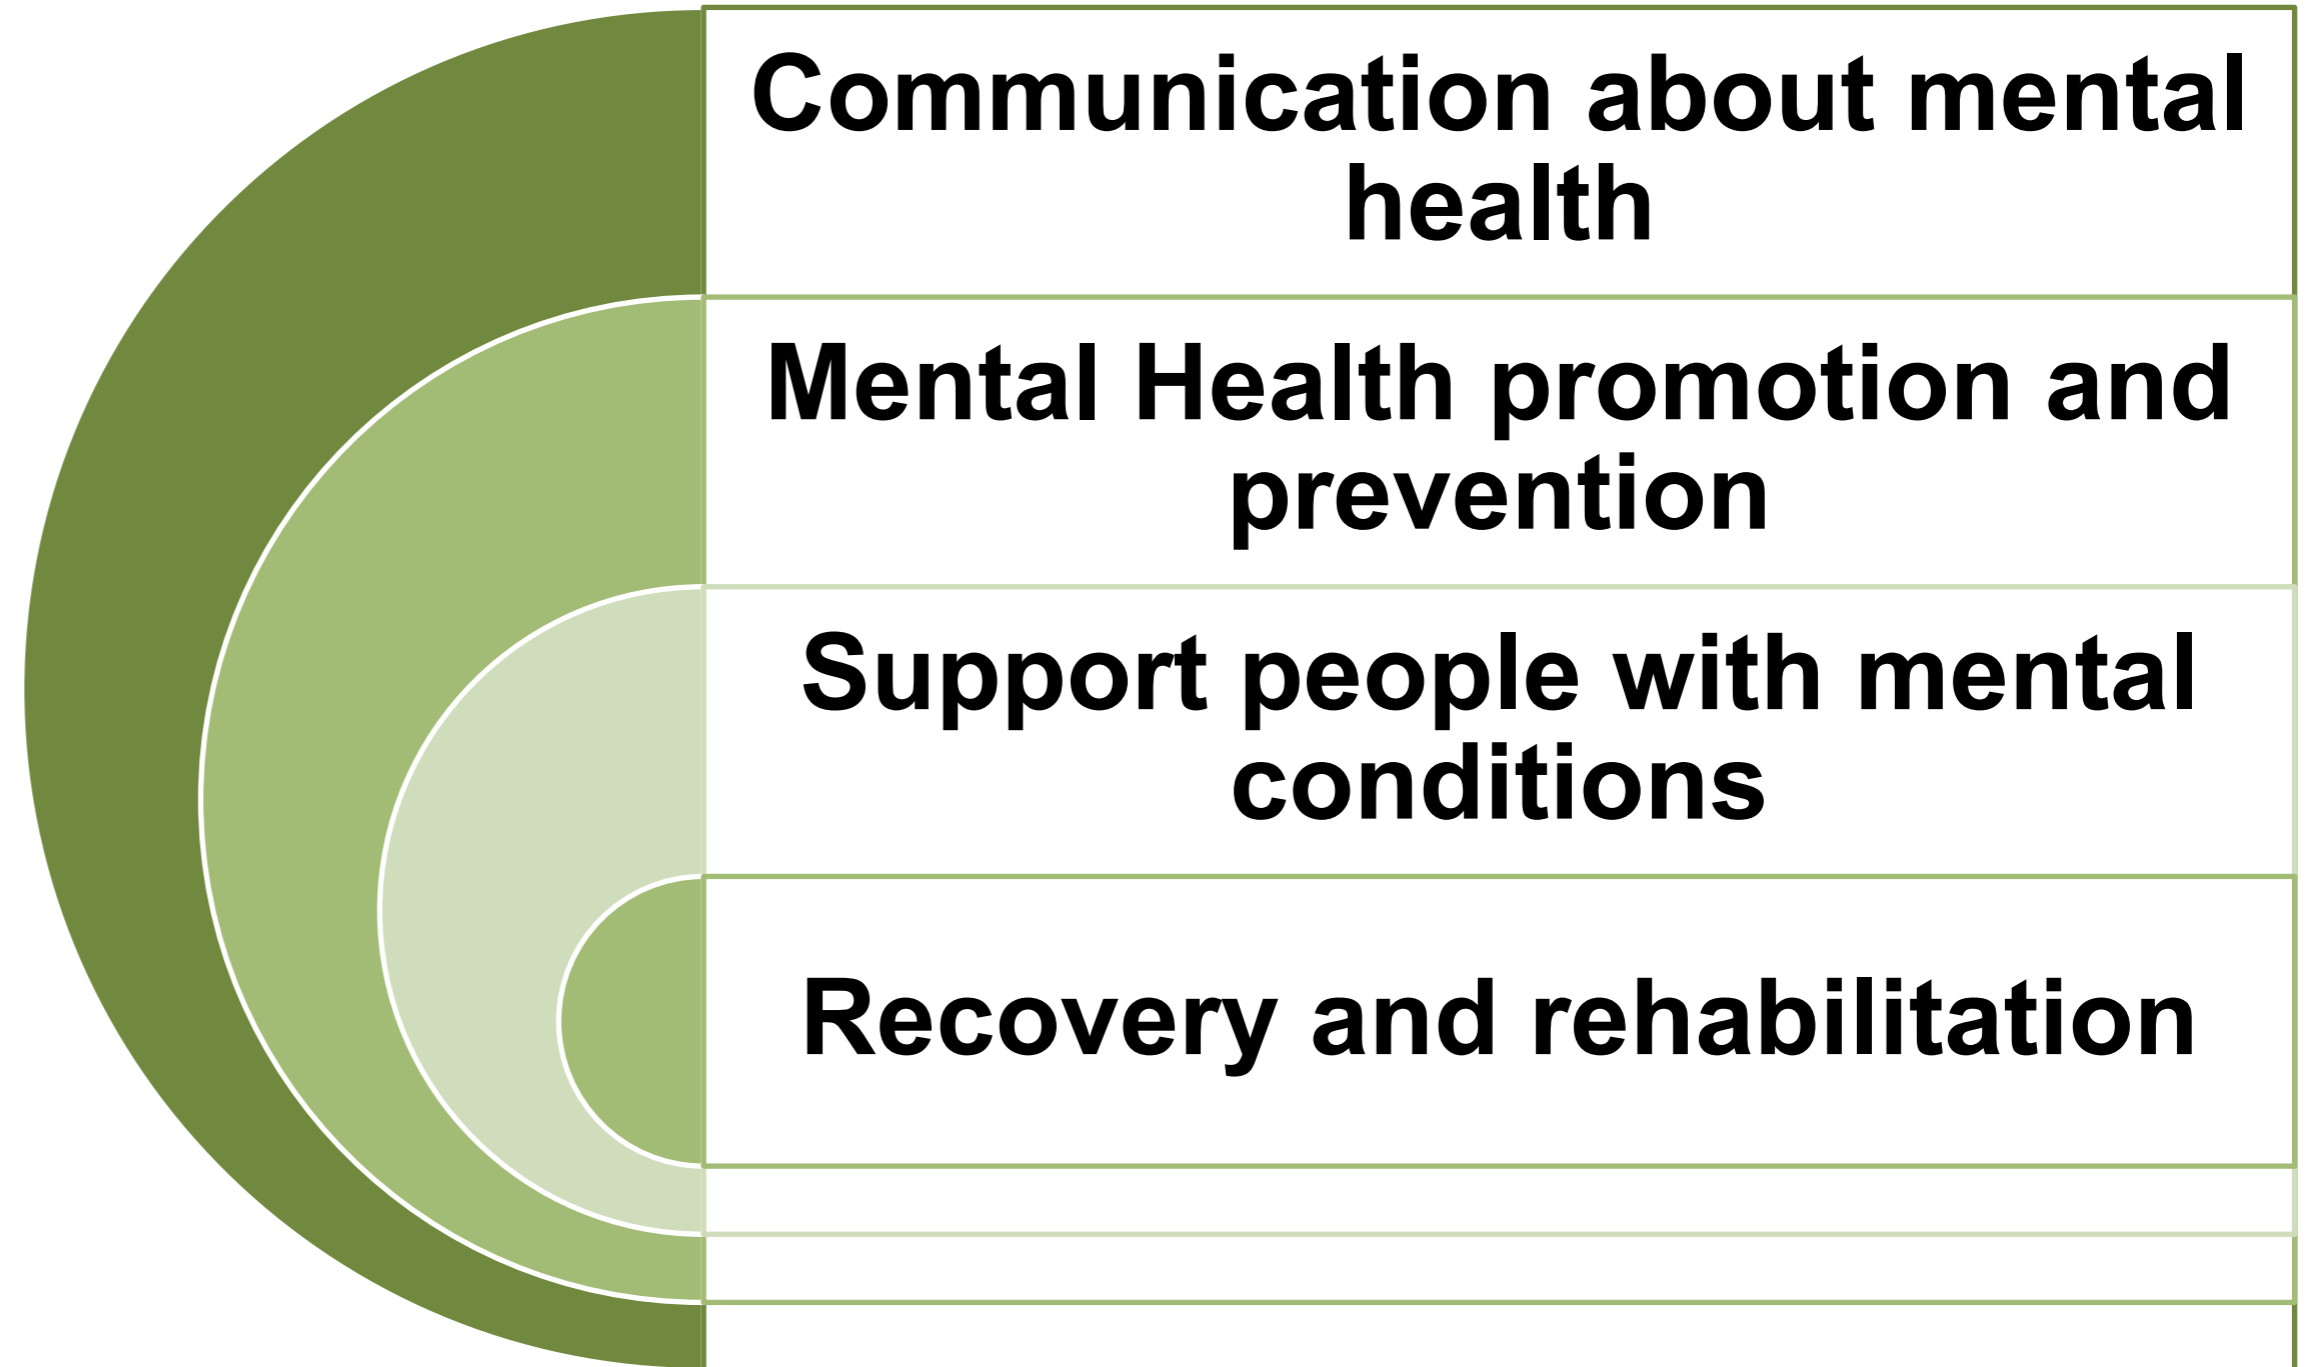 Communication about mental
health
Mental Health promotion and
prevention
Support people with mental
conditions
Recovery and rehabilitation